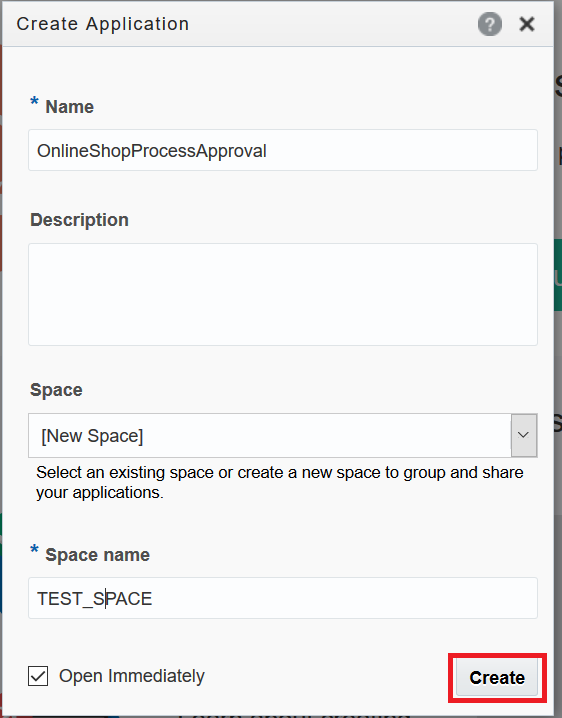 Create Application
* Name
OnlineShopProcessApproval
Description
Space
[New Space]
Select an existing space or create a new space to group and share
your applications.
* Space name
TEST_SPACE
Open Immediately
Create